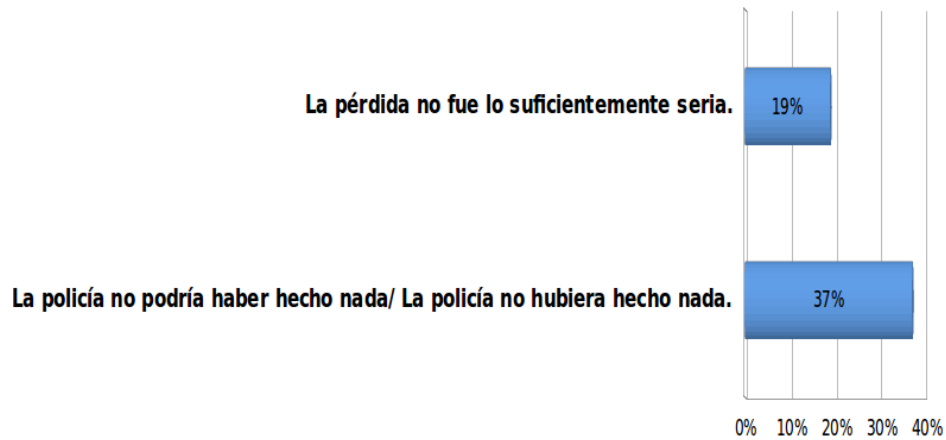 La pérdida no fue lo suficientemente seria.
19%
La policía no podría haber hecho nada/ La policía no hubiera hecho nada.
37%
0% 10% 20% 30% 40%